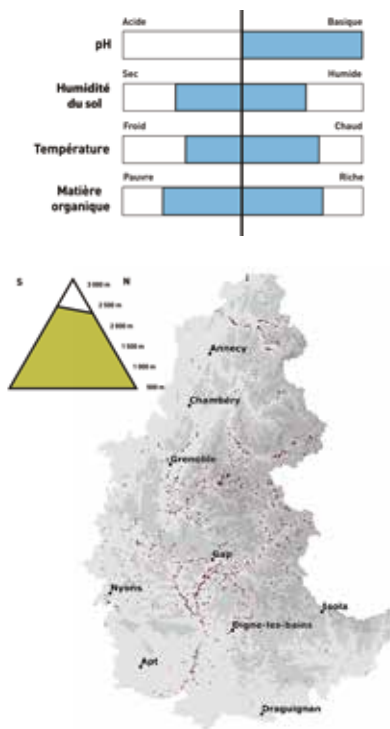 Acide Basique
pH
Sec Humide
Humidité
du sol
Froid Chaud
Température
Pauvre Riche
Matière
organique
S N
3 000 m
2 500 m
2 000 m
1 500 m
1 000 m
500 m
Annecy
Chambéry
Grenoble
Gap
Nyons
Isola
Digne-les-bains
Apt
Draguignan